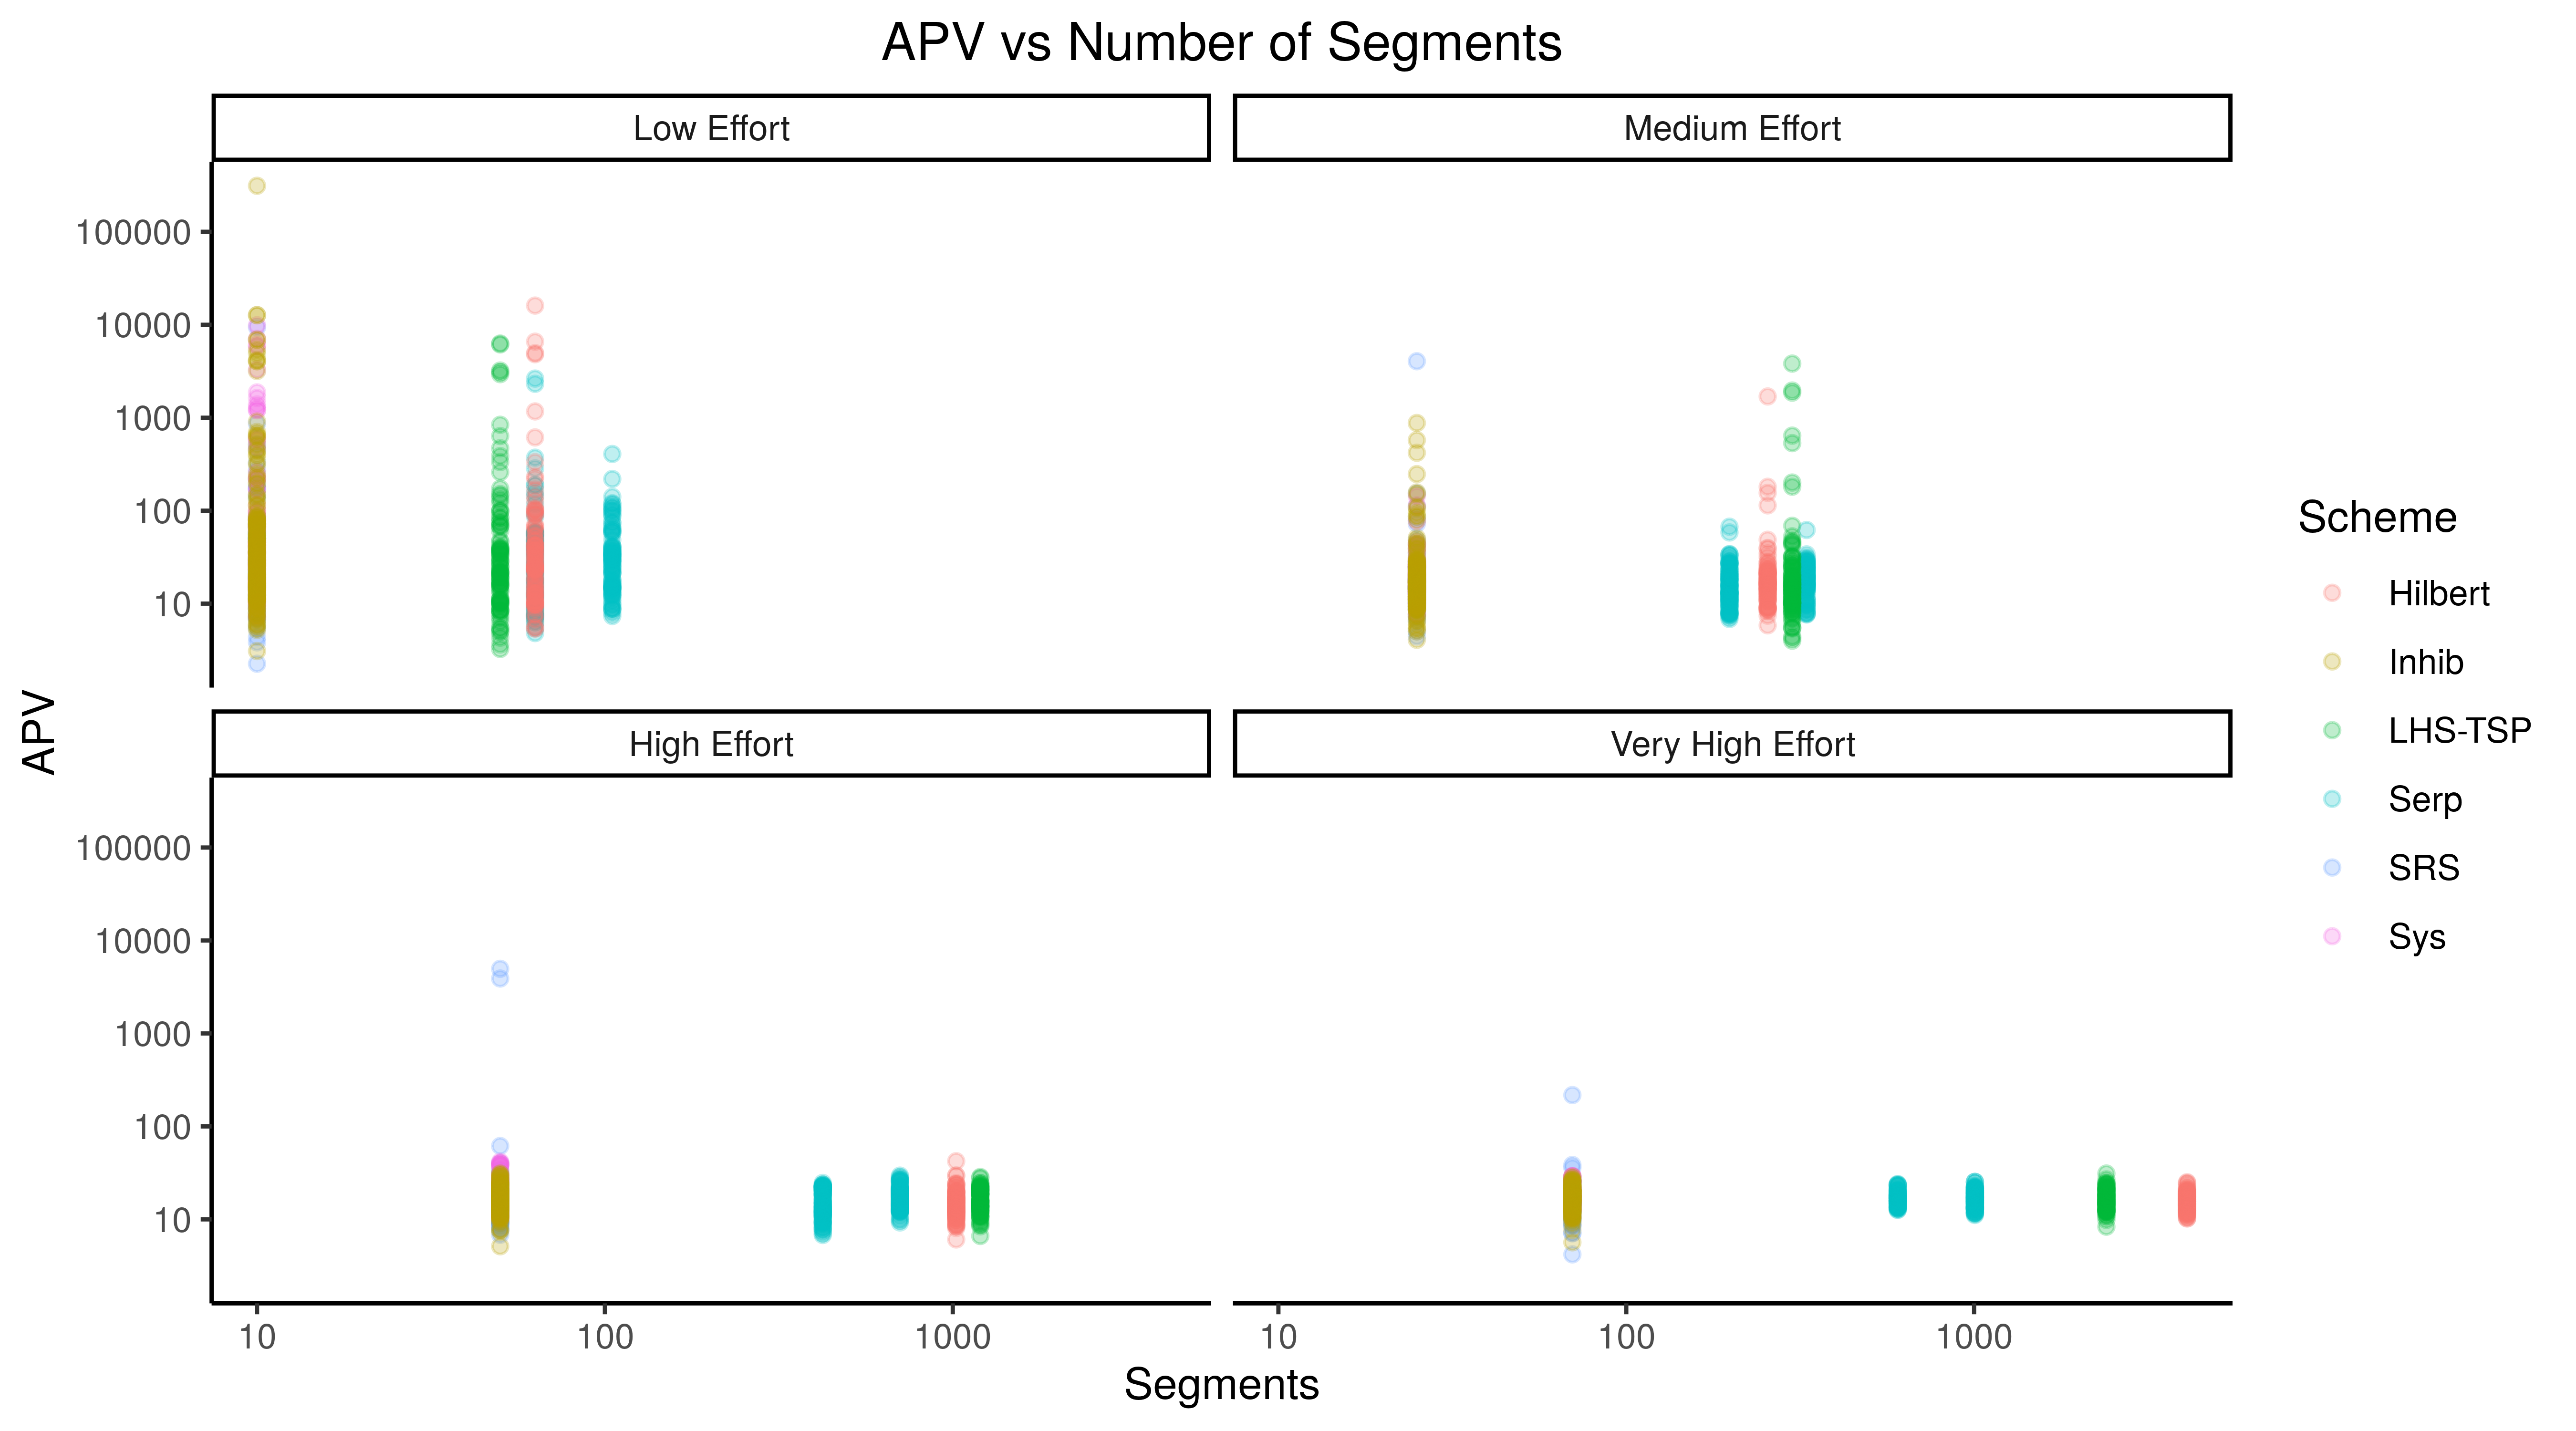 APV vs Number of Segments
Low Effort
Medium Effort
100000
10000
1000
100
10
High Effort
Very High Effort
100000
10000
1000
100
10
10 100 1000
10 100 1000
Segments
APV
Scheme
Hilbert
Inhib
LHS-TSP
Serp
SRS
Sys